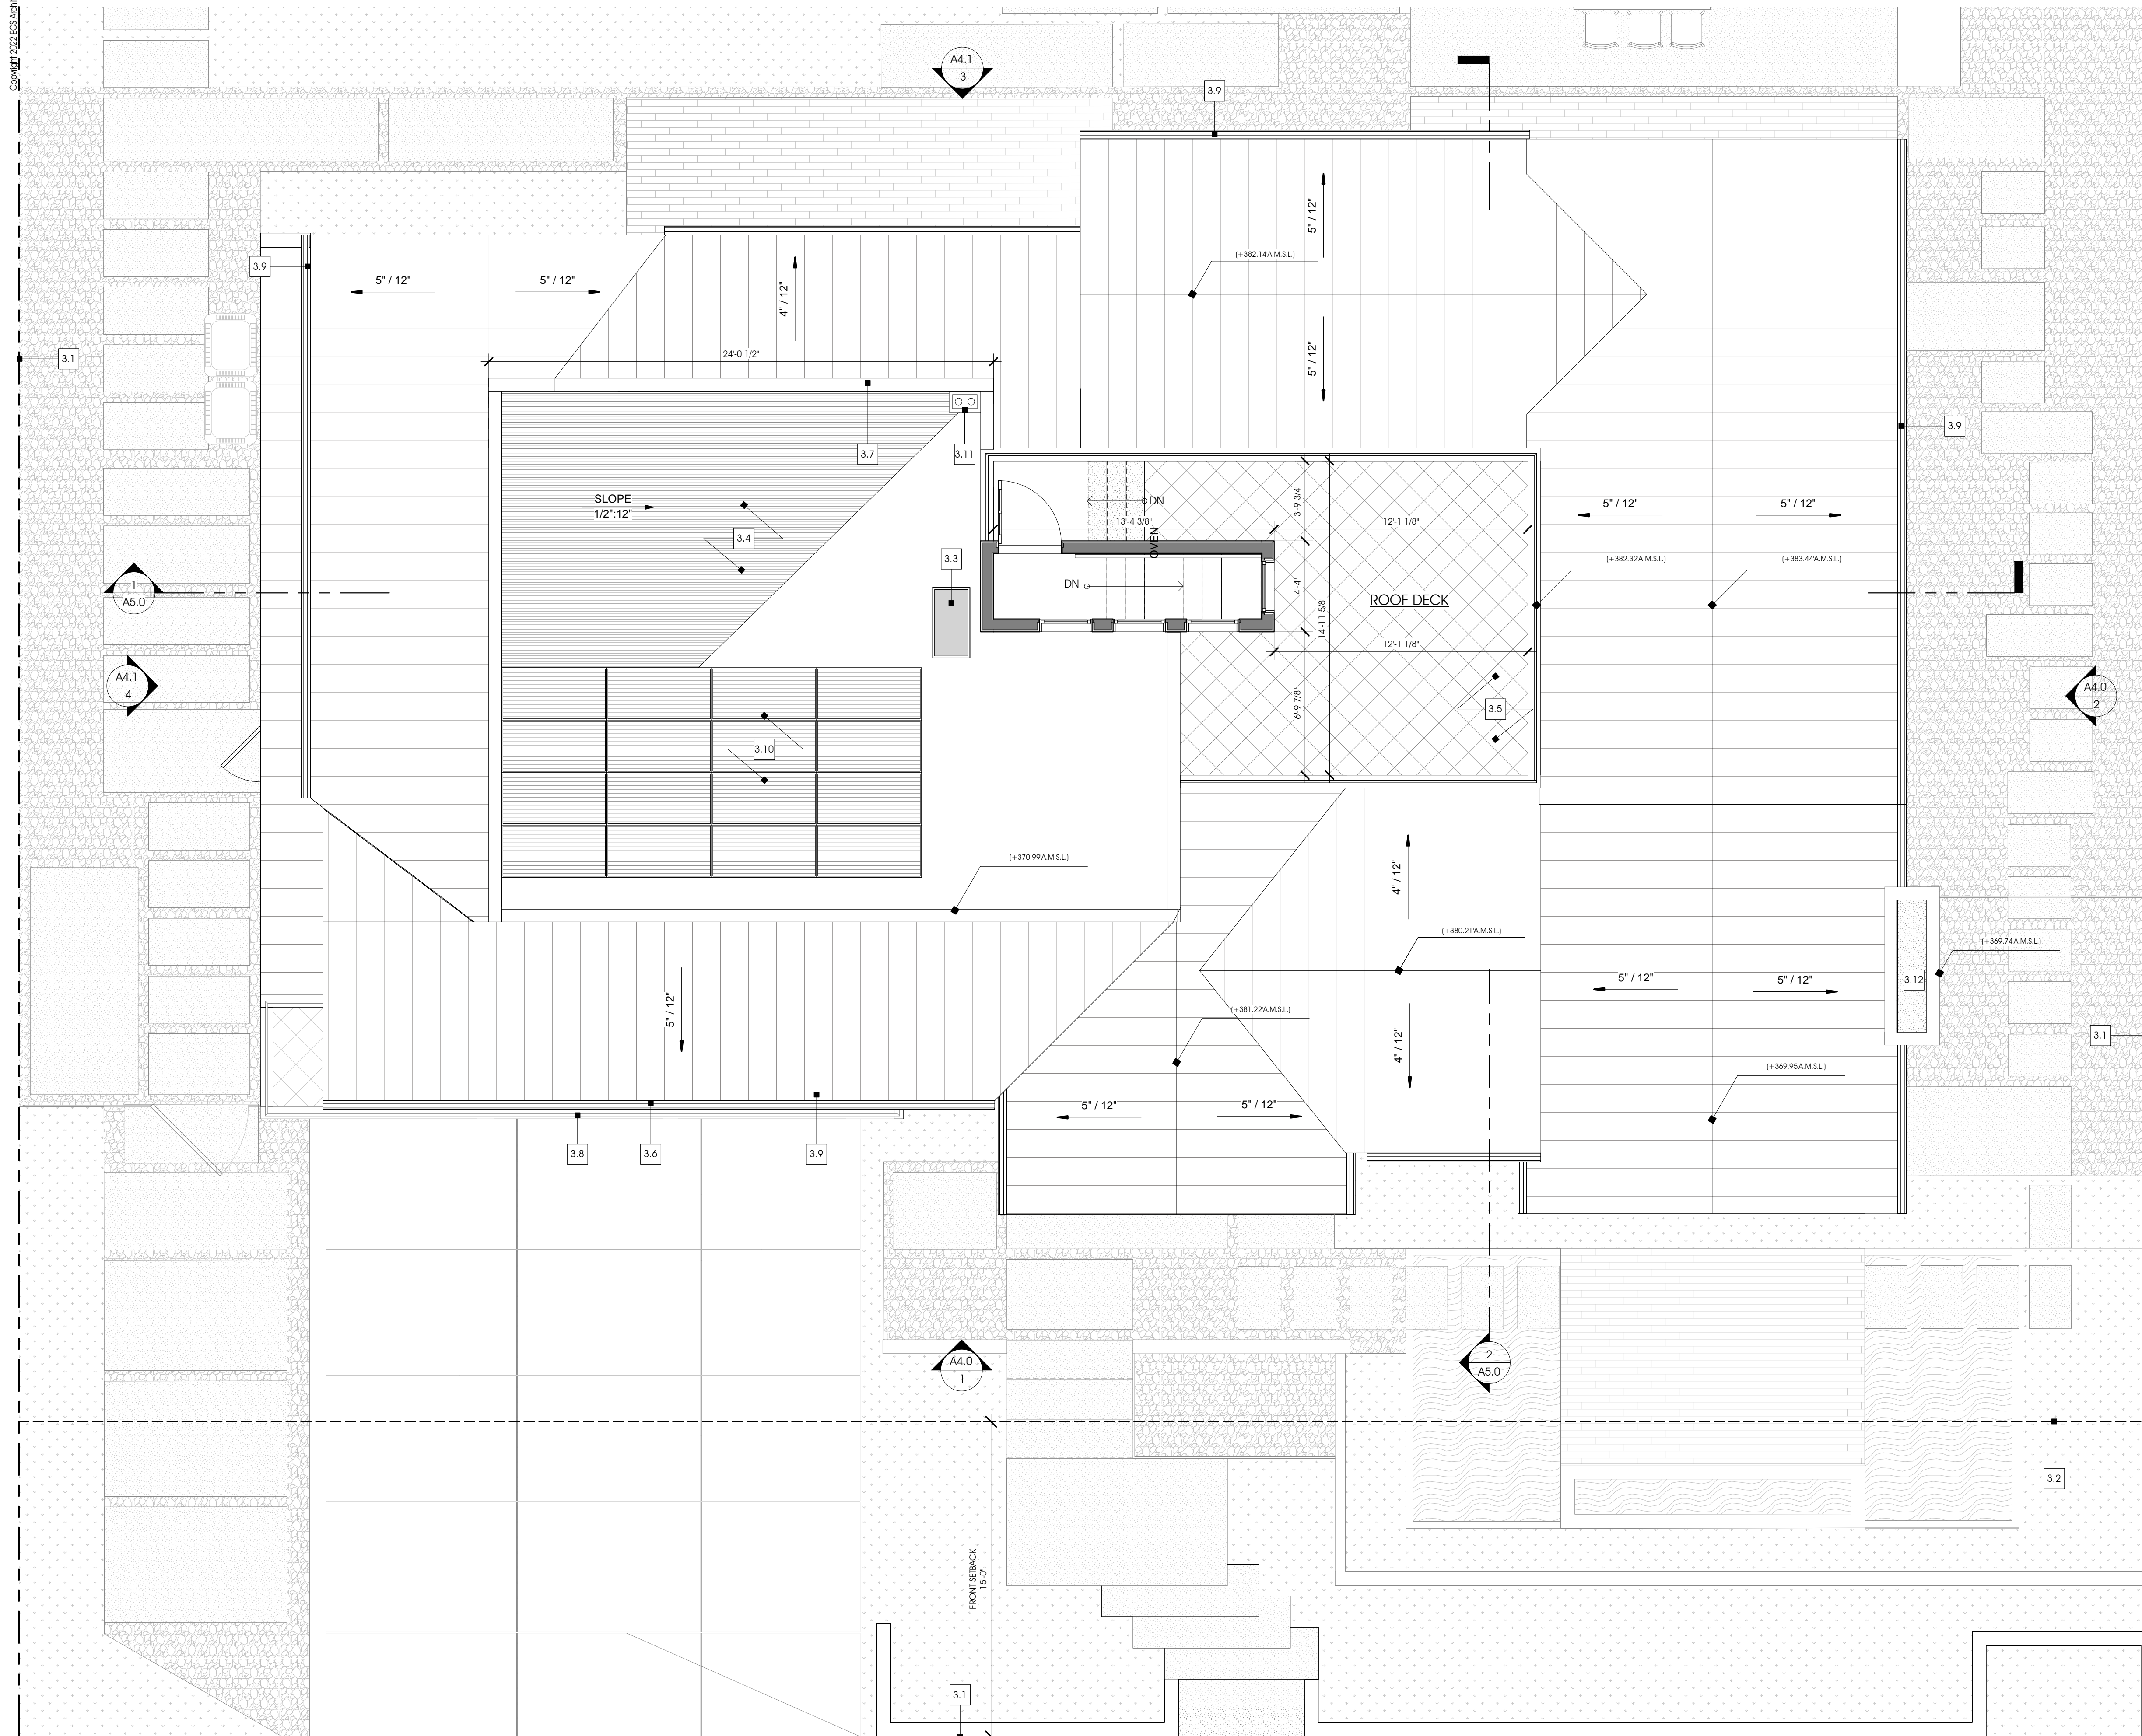 Copyright 2022 EOS Archit
A4.1
3
3.9
5" / 12"
(+382.14'A.M.S.L.)
3.9
5" / 12"
5" / 12"
4" / 12"
3.1
24'-0 1/2"
5" / 12"
3.7
3.11
3.9
SLOPE
1/2":12"
3.4
DN
3'-9 3/4"
13'-4 3/8"
12'-1 1/8"
OVEN
5" / 12"
5" / 12"
3.3
(+382.32'A.M.S.L.)
(+383.44'A.M.S.L.)
1
A5.0
DN
4'-4"
14'-11 5/8"
ROOF DECK
12'-1 1/8"
A4.1
4
A4.0
2
6'-9 7/8"
3.5
3.10
(+370.99'A.M.S.L.)
4" / 12"
(+380.21'A.M.S.L.)
(+369.74'A.M.S.L.)
5" / 12"
5" / 12"
3.12
5" / 12"
(+381.22'A.M.S.L.)
4" / 12"
3.1
(+369.95'A.M.S.L.)
5" / 12"
5" / 12"
3.8
3.6
3.9
A4.0
1
2
A5.0
3.2
FRONT SETBACK
15'-0"
3.1